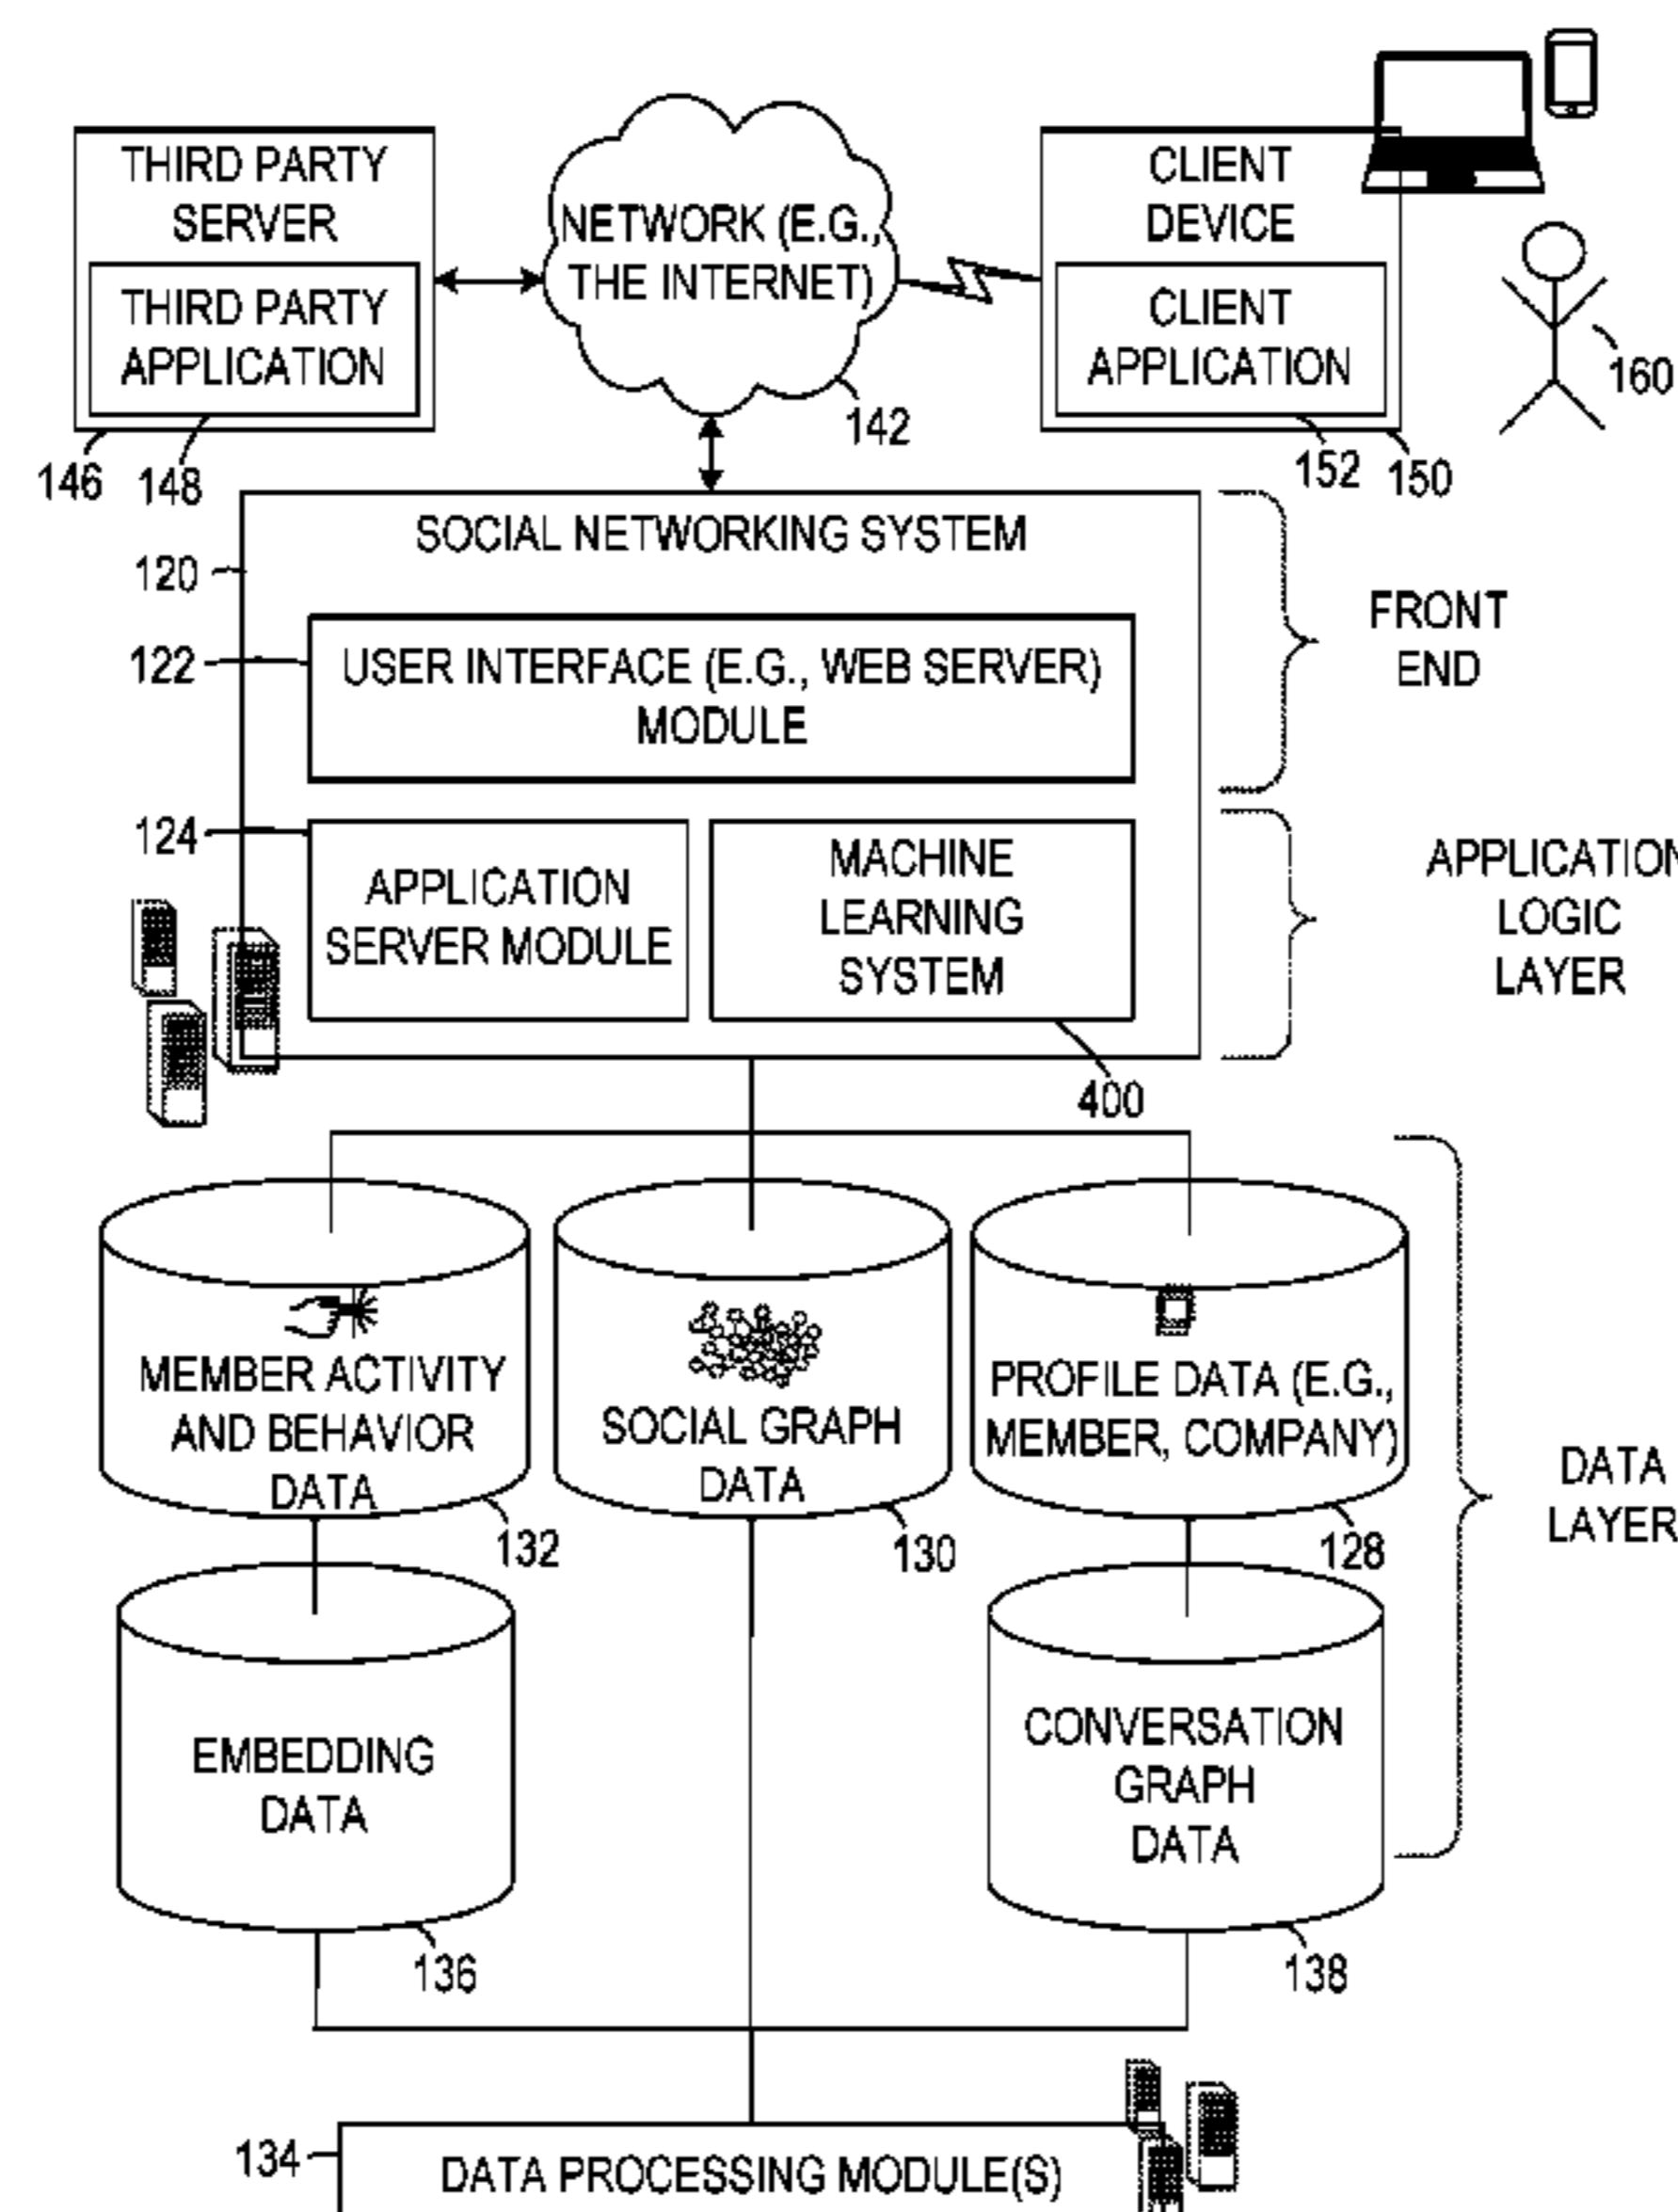 THIRD PARTY
SERVER
THIRD PARTY
APPLICATION
146
148
NETWORK (E.G.,
THE INTERNET)
142
CLIENT
DEVICE
CLIENT
APPLICATION
152
150
160
SOCIAL NETWORKING SYSTEM
120
122
USER INTERFACE (E.G., WEB SERVER)
MODULE
FRONT
END
124
APPLICATION
SERVER MODULE
MACHINE
LEARNING
SYSTEM
400
APPLICATION
LOGIC
LAYER
MEMBER ACTIVITY
AND BEHAVIOR
DATA
132
SOCIAL GRAPH
DATA
130
PROFILE DATA (E.G.,
MEMBER, COMPANY)
128
DATA
LAYER
EMBEDDING
DATA
136
CONVERSATION
GRAPH
DATA
138
134
DATA PROCESSING MODULE(S)